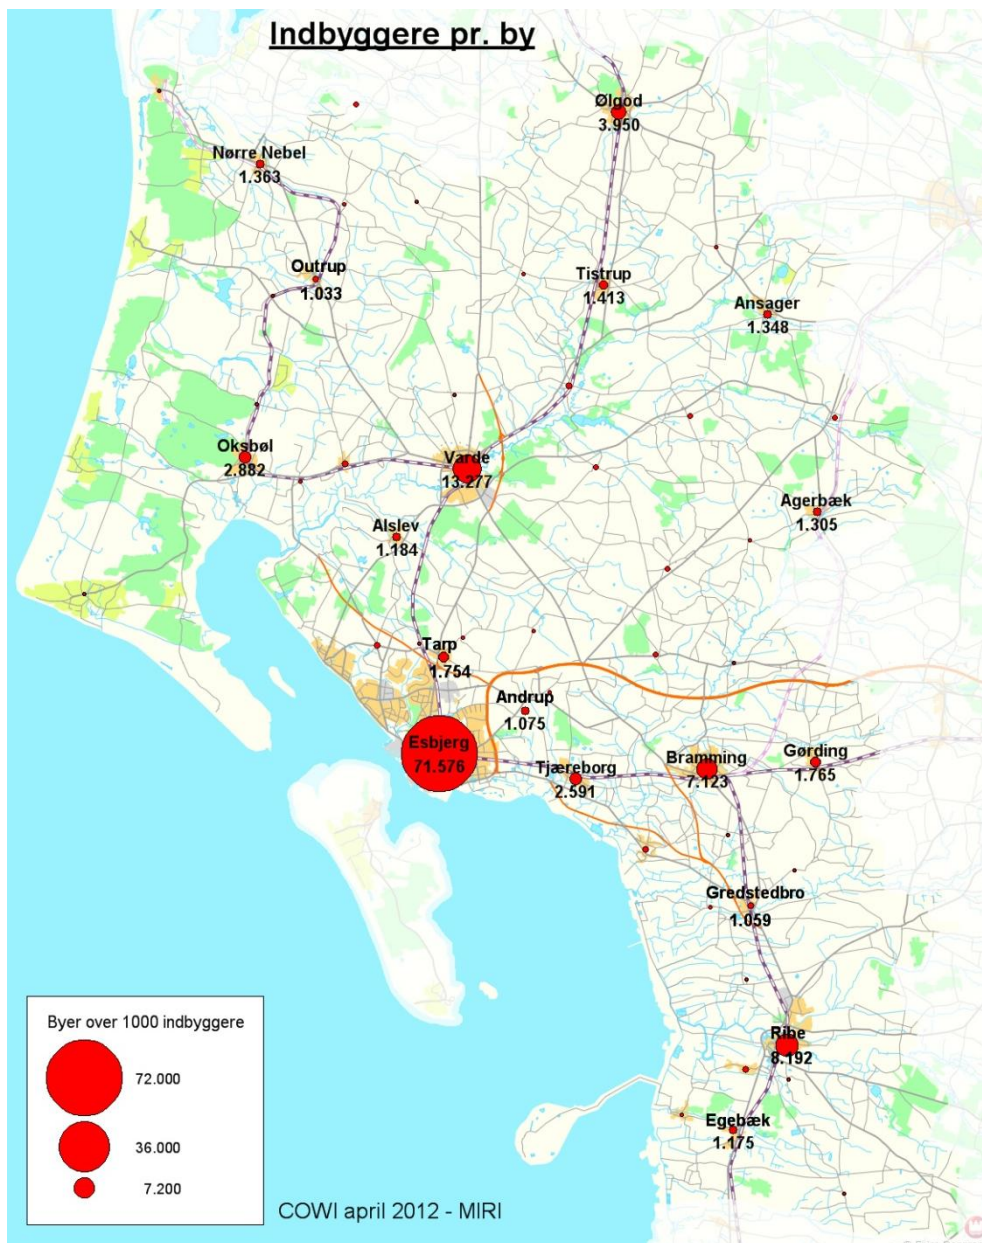 Indbyggere pr. by
Ølgod
3.950
Nørre Nebel
1.363
Outrup
1.033
Tistrup
1.413
Ansager
1.348
Oksbøl
2.882
Varde
13.277
Agerbæk
1.305
Alslev
1.184
Tarp
1.754
Andrup
1.075
Esbjerg
71.576
Tjæreborg
2.591
Bramming
7.123
Gørding
1.765
Gredstedbro
1.059
Ribe
8.192
Egebæk
1.175
Byer over 1000 indbyggere
72.000
36.000
7.200
COWI april 2012 - MIRI